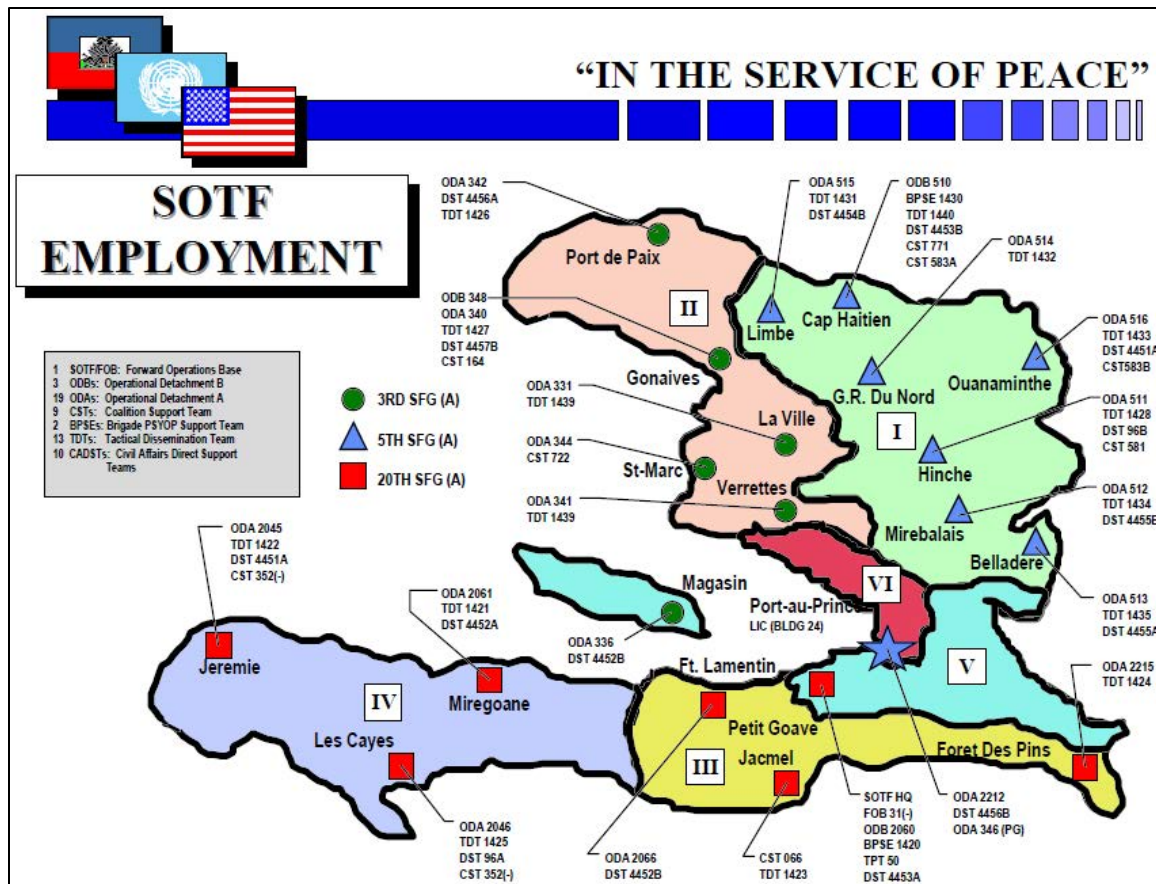 “IN THE SERVICE OF PEACE”
SOTF
EMPLOYMENT
1 SOTF/FOB: Forward Operations Base
3 ODBs: Operational Detachment B
19 ODAs: Operational Detachment A
9 CSTs: Coalition Support Team
2 BPSEs: Brigade PSYOP Support Team
13 TDTs: Tactical Dissemination Team
10 CADSTs: Civil Affairs Direct Support
Teams
3RD SFG (A)
5TH SFG (A)
20TH SFG (A)
ODA 342
DST 4456A
TDT 1426
ODA 515
TDT 1431
DST 4454B
ODB 510
BPSE 1430
TDT 1440
DST 4453B
CST 771
CST 583A
ODA 514
TDT 1432
ODB 348
ODA 340
TDT 1427
DST 4457B
CST 164
ODA 516
TDT 1433
DST 4451A
CST583B
ODA 331
TDT 1439
ODA 511
TDT 1428
DST 96B
CST 581
ODA 344
CST 722
ODA 341
TDT 1439
ODA 512
TDT 1434
DST 4455B
ODA 513
TDT 1435
DST 4455A
Port de Paix
II
Limbe
Cap Haitien
Gonaives
G.R. Du Nord
Ouanaminthe
La Ville
I
St-Marc
Verrettes
Hinche
Mirebalais
Belladere
VI
Magasin
Port-au-Prince
LIC (BLDG 24)
ODA 336
DST 4452B
ODA 2045
TDT 1422
DST 4451A
CST 352(-)
ODA 2061
TDT 1421
DST 4452A
Jeremie
IV
Miregoane
Les Cayes
Ft. Lamentin
V
ODA 2215
TDT 1424
Petit Goave
III
Jacmel
Foret Des Pins
ODA 2046
TDT 1425
DST 96A
CST 352(-)
ODA 2066
DST 4452B
CST 066
TDT 1423
SOTF HQ
FOB 31(-)
ODB 2060
BPSE 1420
TPT 50
DST 4453A
ODA 2212
DST 4456B
ODA 346 (PG)